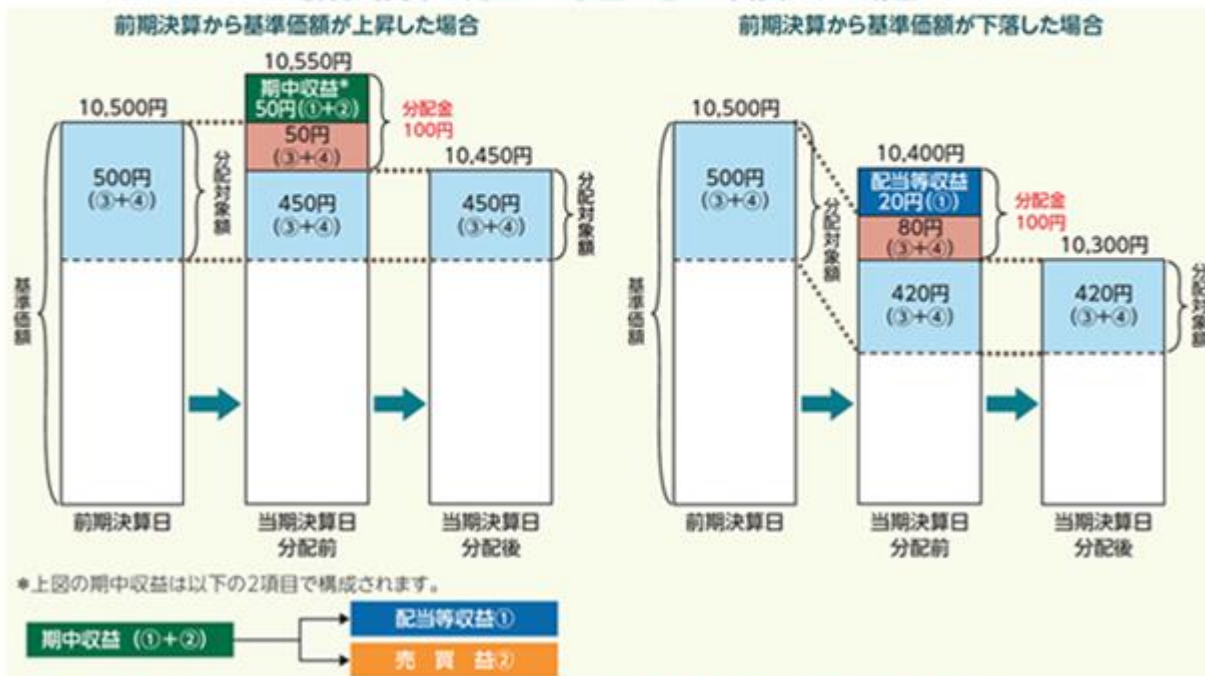 前期決算から基準価額が上昇した場合
10,500円
500円
(③+④)
分配対象額
基準価額
10,550円
期中収益*
50円(①+②)
50円
(③+④)
450円
(③+④)
分配金
100円
10,450円
450円
(③+④)
分配対象額
前期決算日
当期決算日
分配前
当期決算日
分配後
前期決算から基準価額が下落した場合
10,500円
500円
(③+④)
分配対象額
基準価額
10,400円
配当等収益
20円(①)
80円
(③+④)
420円
(③+④)
分配金
100円
10,300円
420円
(③+④)
分配対象額
前期決算日
当期決算日
分配前
当期決算日
分配後
*上図の期中収益は以下の2項目で構成されます。
期中収益 (①+②)
配当等収益①
売買益②